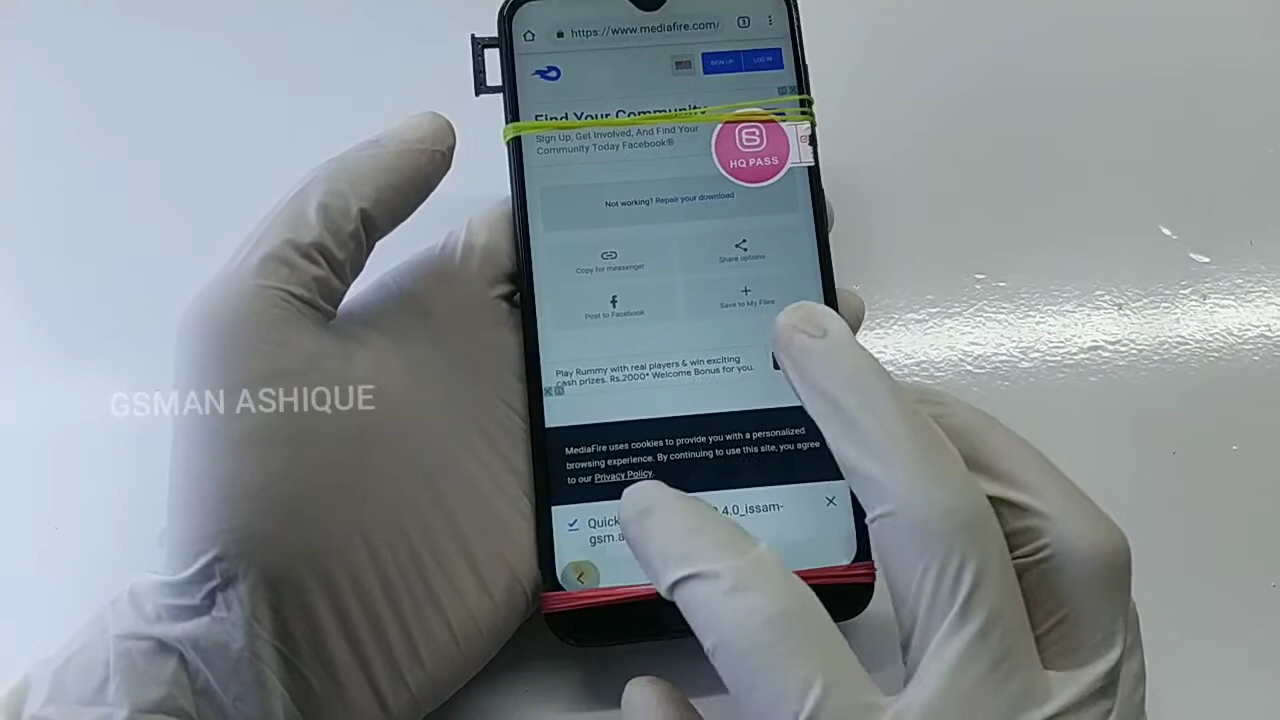 https://www.mediafire.com/
3
SIGN UP
LOG IN
Find Your Community
Sign Up, Get Involved, And Find Your
Community Today Facebook®
HQ PASS
Not working? Repair your download
Copy for messenger
Share options
Post to Facebook
Save to My Files
Play Rummy with real players & win exciting
cash prizes. Rs.2000* Welcome Bonus for you.
GSMAN ASHIQUE
MediaFire uses cookies to provide you with a personalized
browsing experience. By continuing to use this site, you agree
to our Privacy Policy.
Quick .4.0_issam-
gsm.a